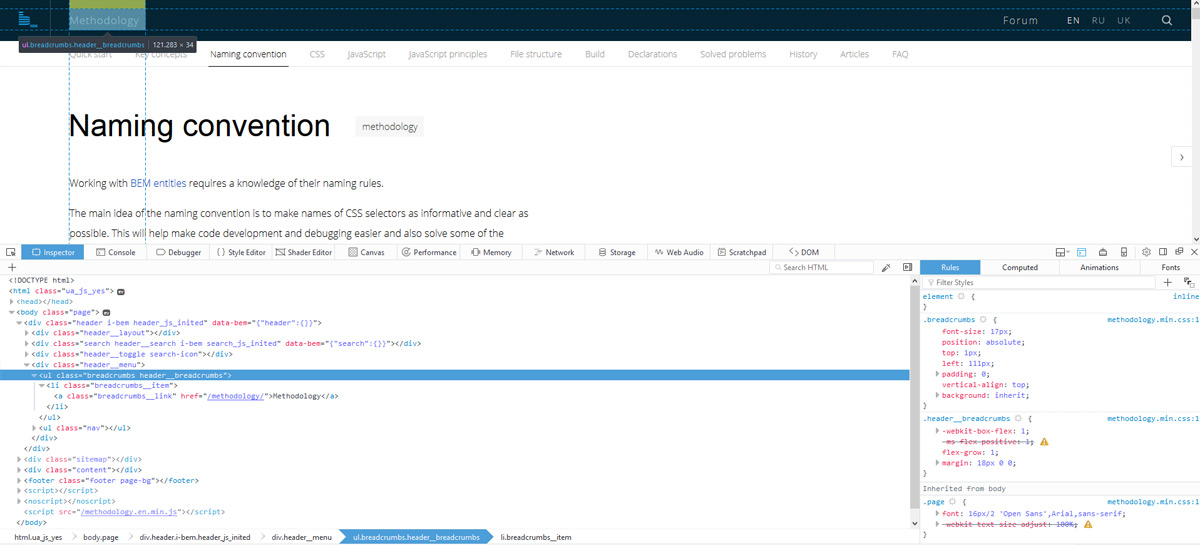 Methodology Forum EN RU UK
ul.breadcrumbs.header__breadcrumbs | 121.283 × 34
Quick start Key concepts Naming convention CSS JavaScript JavaScript principles File structure Build Declarations Solved problems History Articles FAQ
Naming convention methodology
Working with BEM entities requires a knowledge of their naming rules.
The main idea of the naming convention is to make names of CSS selectors as informative and clear as
possible. This will help make code development and debugging easier and also solve some of the
Inspector Console Debugger {} Style Editor Shader Editor Canvas Performance Memory Network Storage Web Audio Scratchpad DOM
+ Search HTML
<!DOCTYPE html>
<html class="ua_js_yes"> ev
<head></head>
<body class="page"> ev
<div class="header i-bem header_js_inited" data-bem="{"header":{}}">
<div class="header__layout"></div>
<div class="search header__search i-bem search_js_inited" data-bem="{"search":{}}"></div>
<div class="header__toggle search-icon"></div>
<div class="header__menu">
<ul class="breadcrumbs header__breadcrumbs">
<li class="breadcrumbs__item">
<a class="breadcrumbs__link" href="/methodology/">Methodology</a>
</li>
</ul>
<ul class="nav"></ul>
</div>
</div>
<div class="sitemap"></div>
<div class="content"></div>
<footer class="footer page-bg"></footer>
<script></script>
<noscript></noscript>
<script src="/methodology.en.min.js"></script>
</body>
html.ua_js_yes body.page div.header.i-bem.header_js_inited div.header__menu ul.breadcrumbs.header__breadcrumbs li.breadcrumbs__item
Rules Computed Animations Fonts
Filter Styles +
element { inline
}
.breadcrumbs { methodology.min.css:1
font-size: 17px;
position: absolute;
top: 1px;
left: 111px;
padding: 0;
vertical-align: top;
background: inherit;
}
.header__breadcrumbs { methodology.min.css:1
-webkit-box-flex: 1;
-ms-flex-positive: 1;
flex-grow: 1;
margin: 18px 0 0;
}
Inherited from body
.page { methodology.min.css:1
font: 16px/2 'Open Sans',Arial,sans-serif;
-webkit-text-size-adjust: 100%;
}